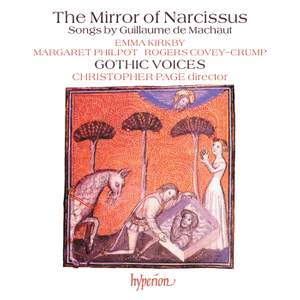 The Mirror of Narcissus
Songs by Guillaume de Machaut
EMMA KIRKBY
MARGARET PHILPOT ROGERS COVEY-CRUMP
GOTHIC VOICES
CHRISTOPHER PAGE director
hyperion